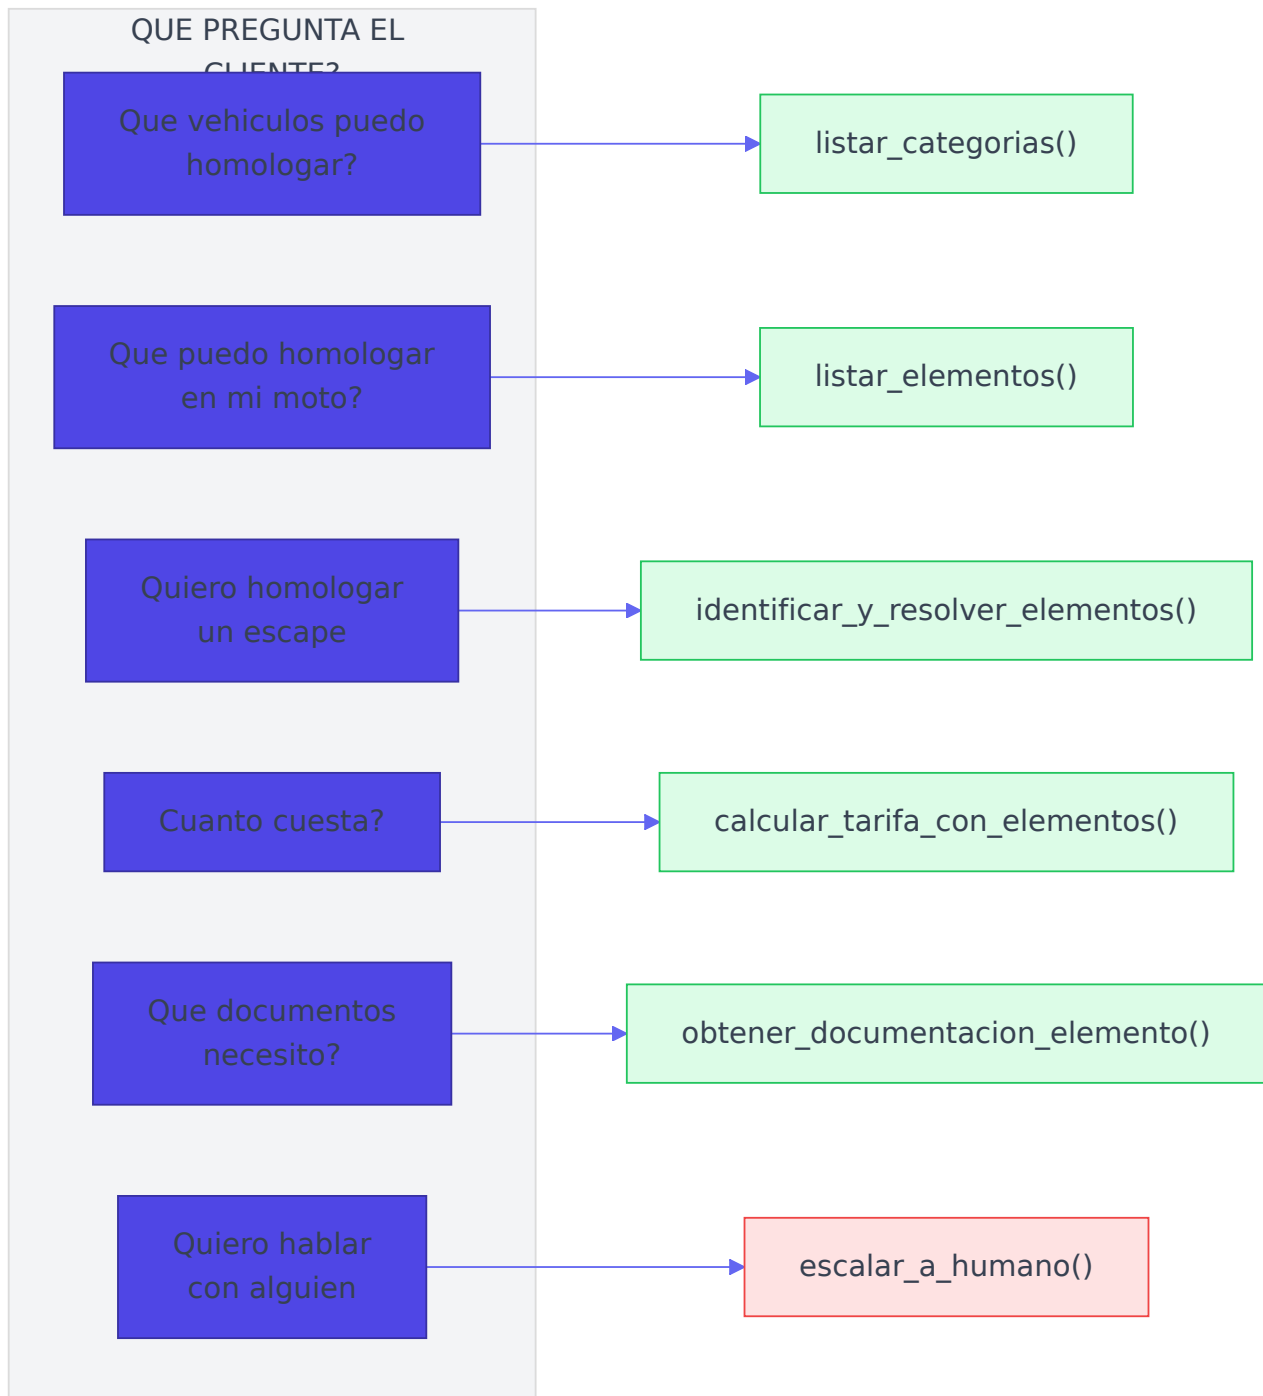 QUE PREGUNTA EL
CLIENTE?
Que vehiculos puedo
homologar?
listar_categorias()
Que puedo homologar
en mi moto?
listar_elementos()
Quiero homologar
un escape
identificar_y_resolver_elementos()
Cuanto cuesta?
calcular_tarifa_con_elementos()
Que documentos
necesito?
obtener_documentacion_elemento()
Quiero hablar
con alguien
escalar_a_humano()